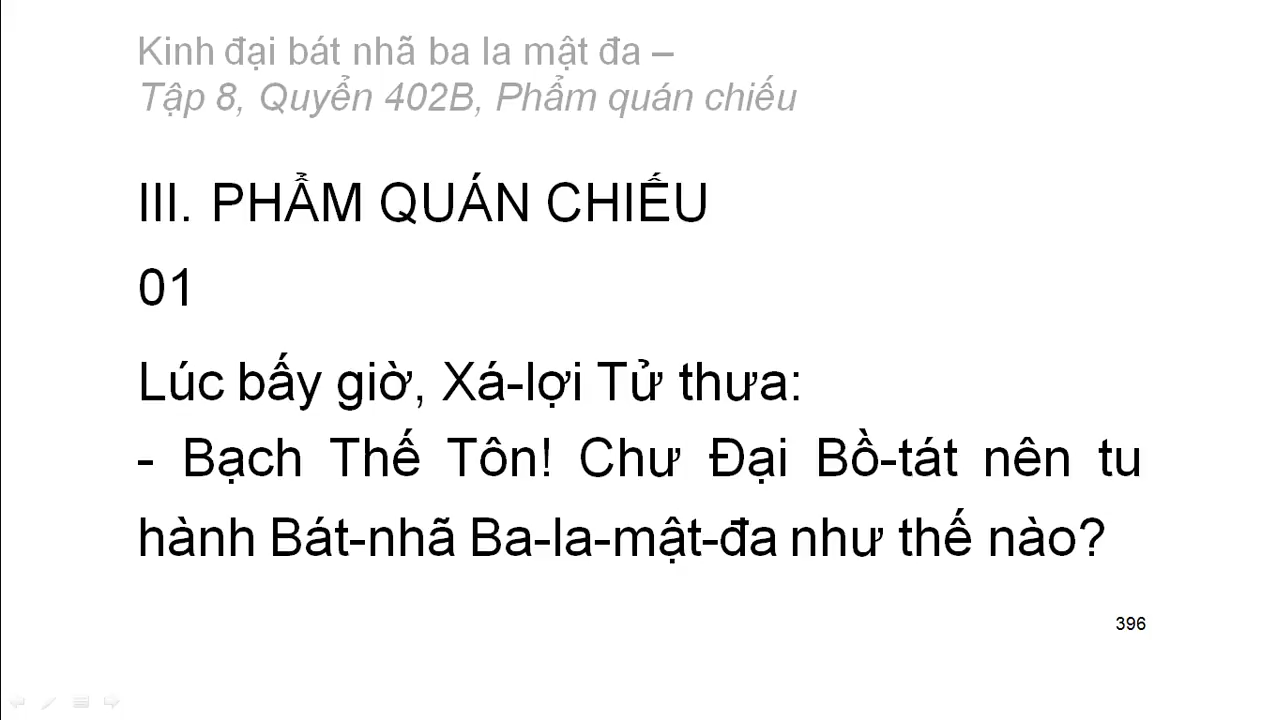 Kinh đại bát nhã ba la mật đa –
Tập 8, Quyển 402B, Phẩm quán chiếu
III. PHẨM QUÁN CHIẾU
01
Lúc bấy giờ, Xá-lợi Tử thưa:
- Bạch Thế Tôn! Chư Đại Bồ-tát nên tu
hành Bát-nhã Ba-la-mật-đa như thế nào?
396